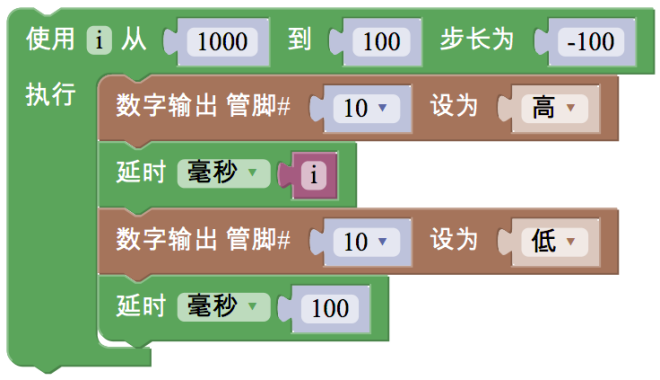 使用 i 从 1000 到 100 步长为 -100
执行
数字输出 管脚# 10 设为 高
延时 毫秒 i
数字输出 管脚# 10 设为 低
延时 毫秒 100